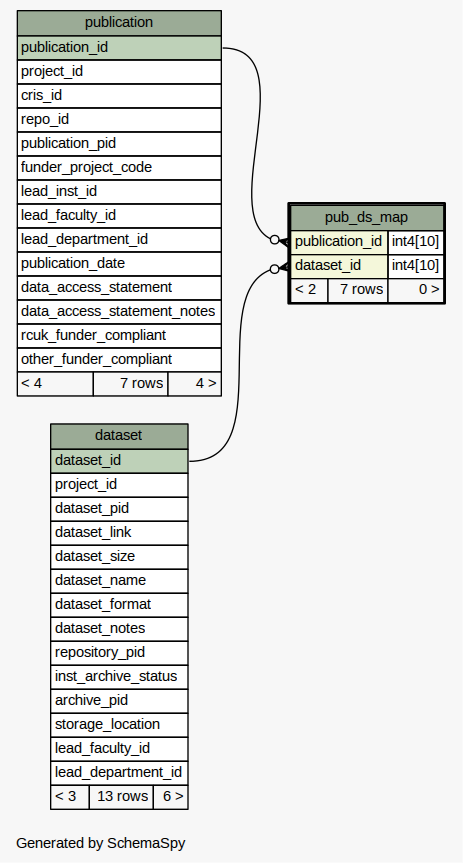 publication
publication_id
project_id
cris_id
repo_id
publication_pid
funder_project_code
lead_inst_id
lead_faculty_id
lead_department_id
publication_date
data_access_statement
data_access_statement_notes
rcuk_funder_compliant
other_funder_compliant
< 4 7 rows 4 >
pub_ds_map
publication_id int4[10]
dataset_id int4[10]
< 2 7 rows 0 >
dataset
dataset_id
project_id
dataset_pid
dataset_link
dataset_size
dataset_name
dataset_format
dataset_notes
repository_pid
inst_archive_status
archive_pid
storage_location
lead_faculty_id
lead_department_id
< 3 13 rows 6 >
Generated by SchemaSpy